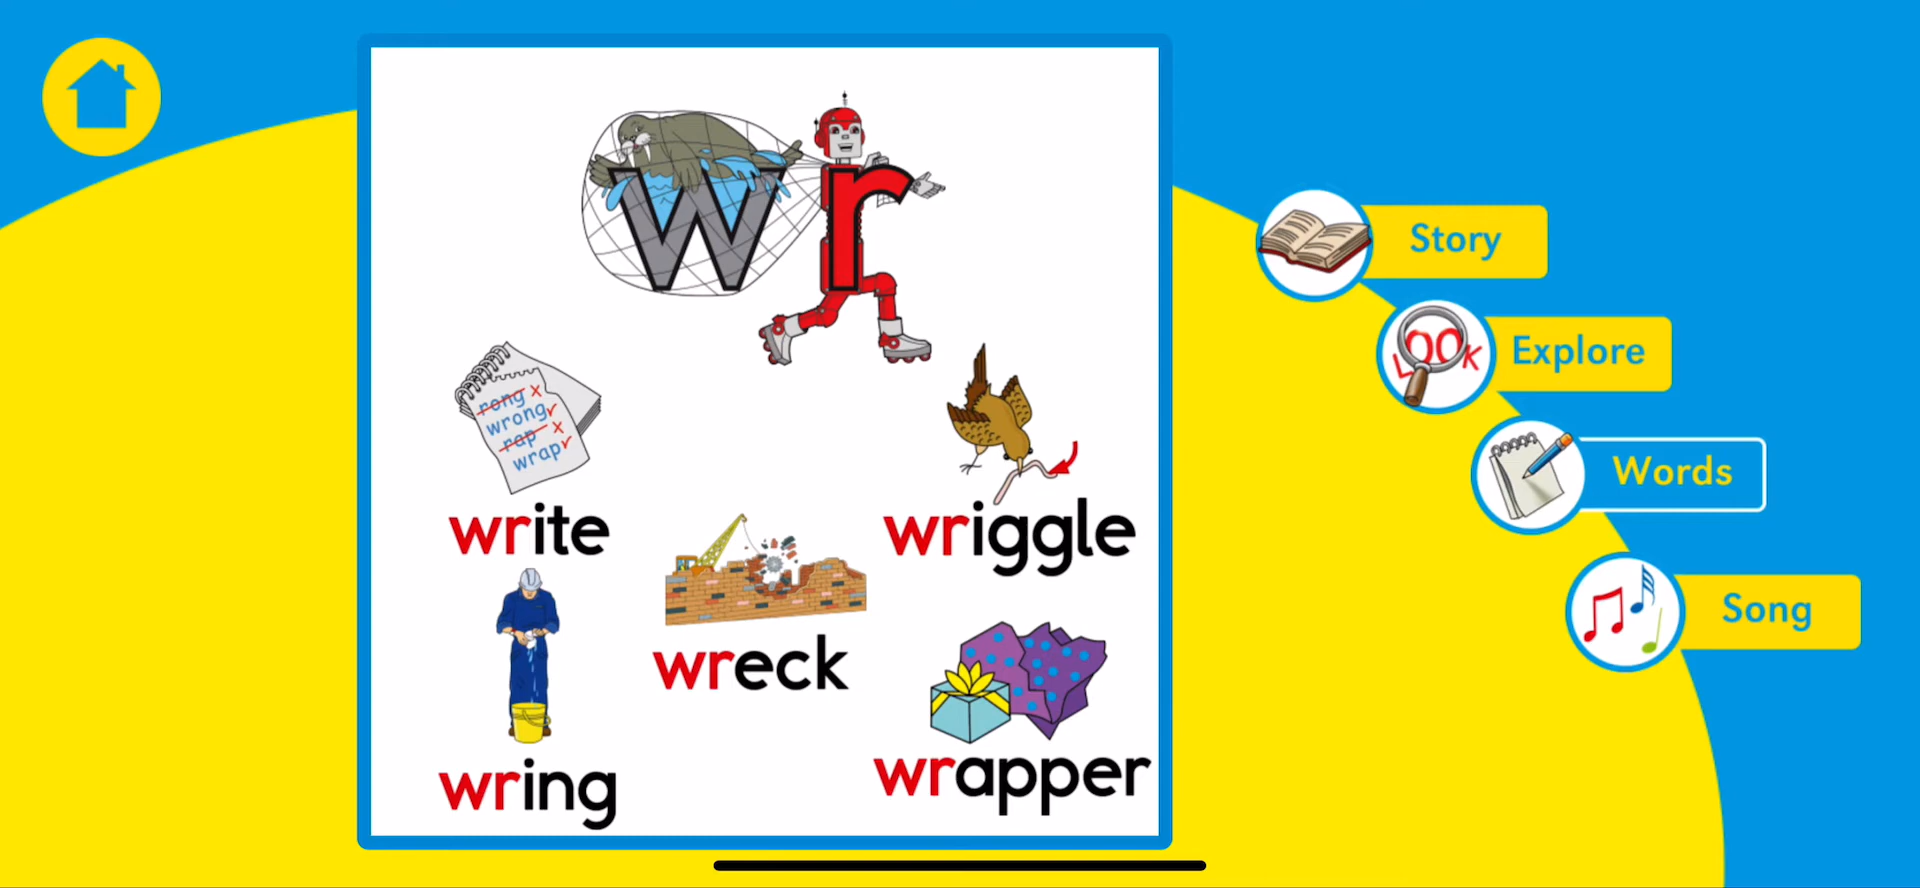 wr
rong x
wrong✓
rap x
wrap✓
write
wriggle
wreck
wring
wrapper
Story
LOOK
Explore
Words
Song